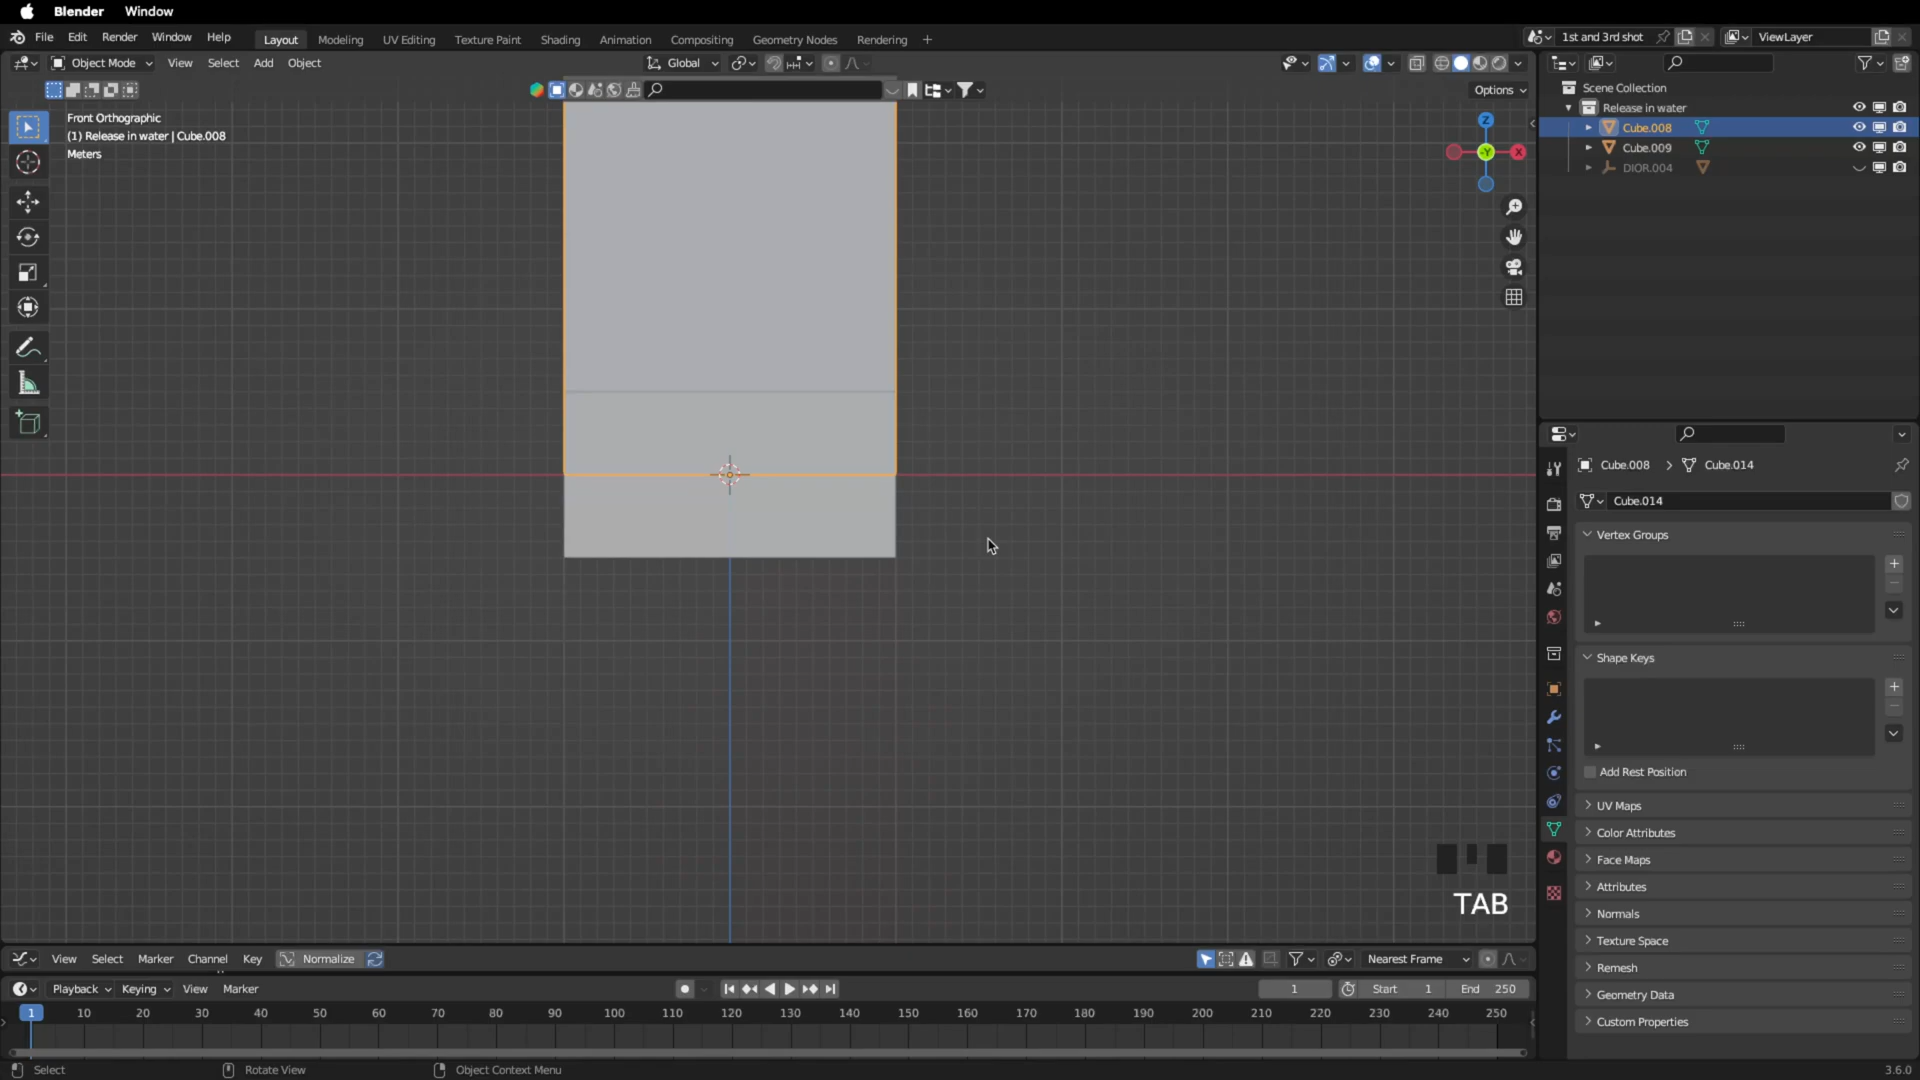 Blender Window
File Edit Render Window Help Layout Modeling UV Editing Texture Paint Shading Animation Compositing Geometry Nodes Rendering + 1st and 3rd shot ViewLayer
Object Mode View Select Add Object Global
Options
Front Orthographic
(1) Release in water | Cube.008
Meters
Z
Y
X
Scene Collection
Release in water
Cube.008
Cube.009
DIOR.004
Cube.008 > Cube.014
Cube.014
Vertex Groups
Shape Keys
Add Rest Position
UV Maps
Color Attributes
Face Maps
Attributes
Normals
Texture Space
Remesh
Geometry Data
Custom Properties
TAB
View Select Marker Channel Key Normalize Nearest Frame
Playback Keying View Marker 1 Start 1 End 250
1 10 20 30 40 50 60 70 80 90 100 110 120 130 140 150 160 170 180 190 200 210 220 230 240 250
Select Rotate View Object Context Menu 3.6.0